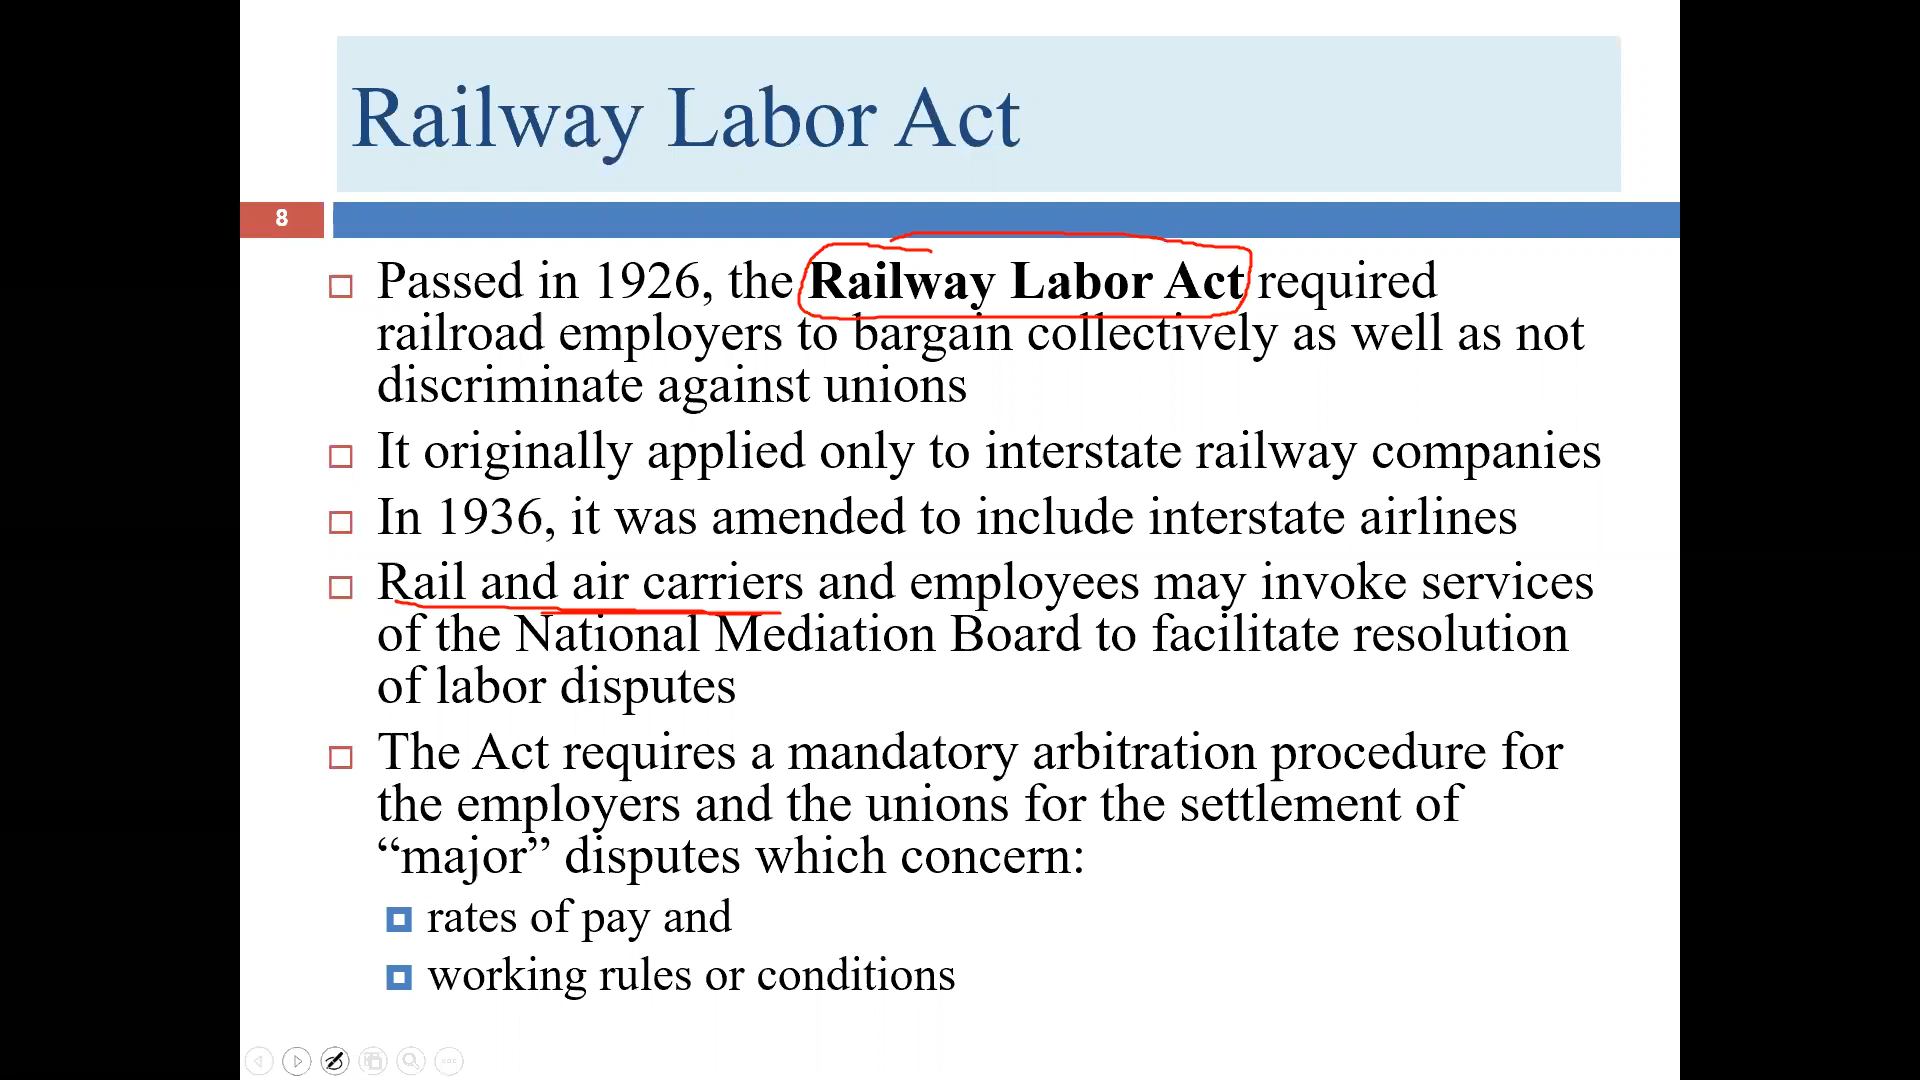 Railway Labor Act
8
Passed in 1926, the Railway Labor Act required
railroad employers to bargain collectively as well as not
discriminate against unions
It originally applied only to interstate railway companies
In 1936, it was amended to include interstate airlines
Rail and air carriers and employees may invoke services
of the National Mediation Board to facilitate resolution
of labor disputes
The Act requires a mandatory arbitration procedure for
the employers and the unions for the settlement of
“major” disputes which concern:
rates of pay and
working rules or conditions